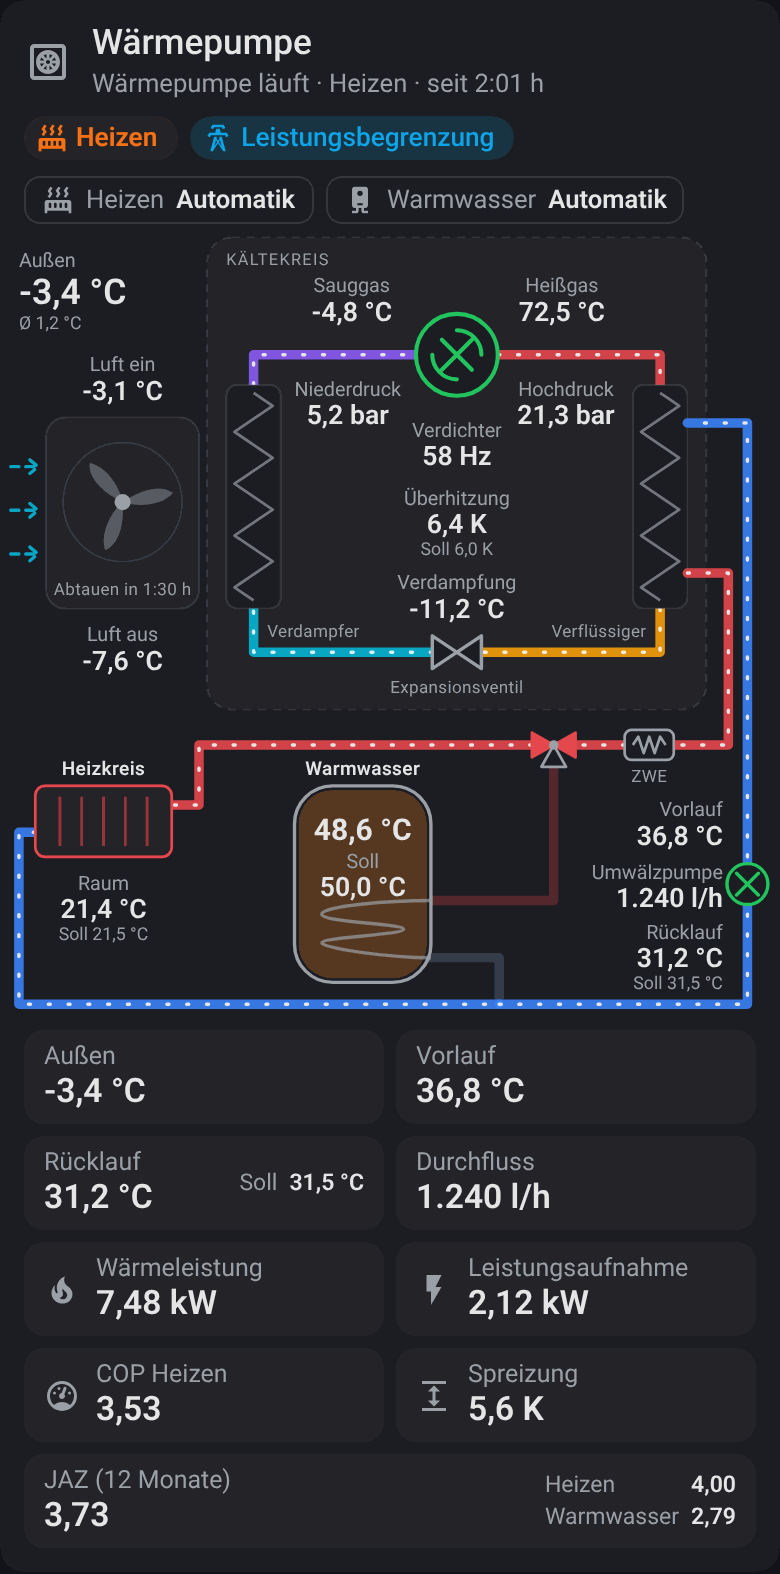 Wärmepumpe
Wärmepumpe läuft · Heizen · seit 2:01 h
Heizen
Leistungsbegrenzung
Heizen Automatik
Warmwasser Automatik
Außen
-3,4 °C
Ø 1,2 °C
KÄLTEKREIS
Sauggas
-4,8 °C
Heißgas
72,5 °C
Luft ein
-3,1 °C
Niederdruck
5,2 bar
Hochdruck
21,3 bar
Verdichter
58 Hz
Überhitzung
6,4 K
Soll 6,0 K
Verdampfung
-11,2 °C
Abtauen in 1:30 h
Luft aus
-7,6 °C
Verdampfer
Verflüssiger
Expansionsventil
Heizkreis
Warmwasser
ZWE
48,6 °C
Soll
50,0 °C
Raum
21,4 °C
Soll 21,5 °C
Vorlauf
36,8 °C
Umwälzpumpe
1.240 l/h
Rücklauf
31,2 °C
Soll 31,5 °C
Außen
-3,4 °C
Vorlauf
36,8 °C
Rücklauf
31,2 °C
Soll 31,5 °C
Durchfluss
1.240 l/h
Wärmeleistung
7,48 kW
Leistungsaufnahme
2,12 kW
COP Heizen
3,53
Spreizung
5,6 K
JAZ (12 Monate)
3,73
Heizen 4,00
Warmwasser 2,79